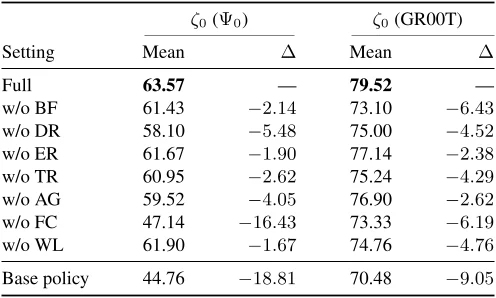 ζ₀ (Ψ₀) ζ₀ (GR00T)
Setting Mean Δ Mean Δ
Full 63.57 — 79.52 —
w/o BF 61.43 −2.14 73.10 −6.43
w/o DR 58.10 −5.48 75.00 −4.52
w/o ER 61.67 −1.90 77.14 −2.38
w/o TR 60.95 −2.62 75.24 −4.29
w/o AG 59.52 −4.05 76.90 −2.62
w/o FC 47.14 −16.43 73.33 −6.19
w/o WL 61.90 −1.67 74.76 −4.76
Base policy 44.76 −18.81 70.48 −9.05